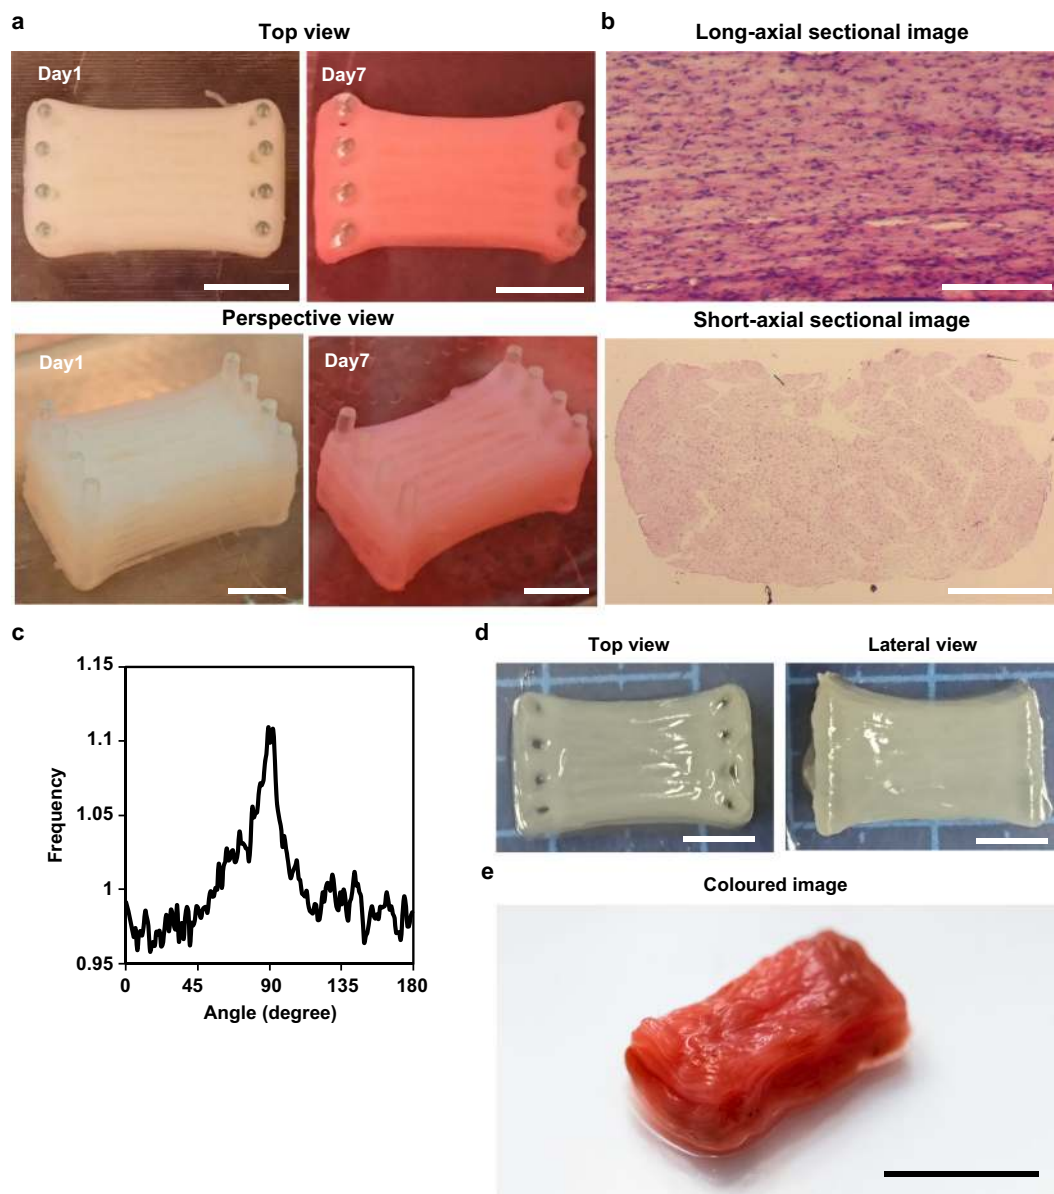 a
Top view
Day1
Day7
Perspective view
Day1
Day7
b
Long-axial sectional image
Short-axial sectional image
c
1.15
1.1
1.05
1
0.95
Frequency
0
45
90
135
180
Angle (degree)
d
Top view
Lateral view
e
Coloured image